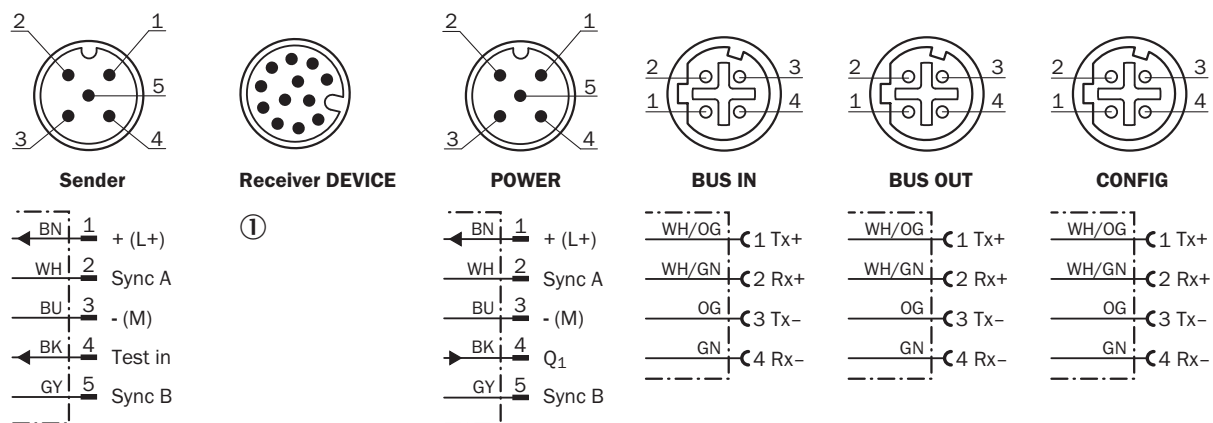 2 1
5
3 4
Sender
BN 1 + (L+)
WH 2 Sync A
BU 3 - (M)
BK 4 Test in
GY 5 Sync B
Receiver DEVICE
①
2 1
5
3 4
POWER
BN 1 + (L+)
WH 2 Sync A
BU 3 - (M)
BK 4 Q1
GY 5 Sync B
2 3
1 4
BUS IN
WH/OG 1 Tx+
WH/GN 2 Rx+
OG 3 Tx–
GN 4 Rx–
2 3
1 4
BUS OUT
WH/OG 1 Tx+
WH/GN 2 Rx+
OG 3 Tx–
GN 4 Rx–
2 3
1 4
CONFIG
WH/OG 1 Tx+
WH/GN 2 Rx+
OG 3 Tx–
GN 4 Rx–